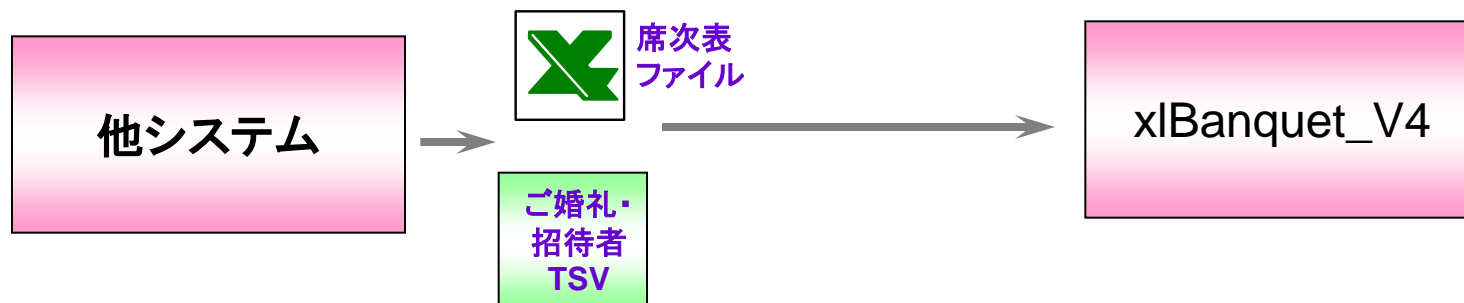 他システム
席次表
ファイル
ご婚礼・
招待者
TSV
xlBanquet_V4